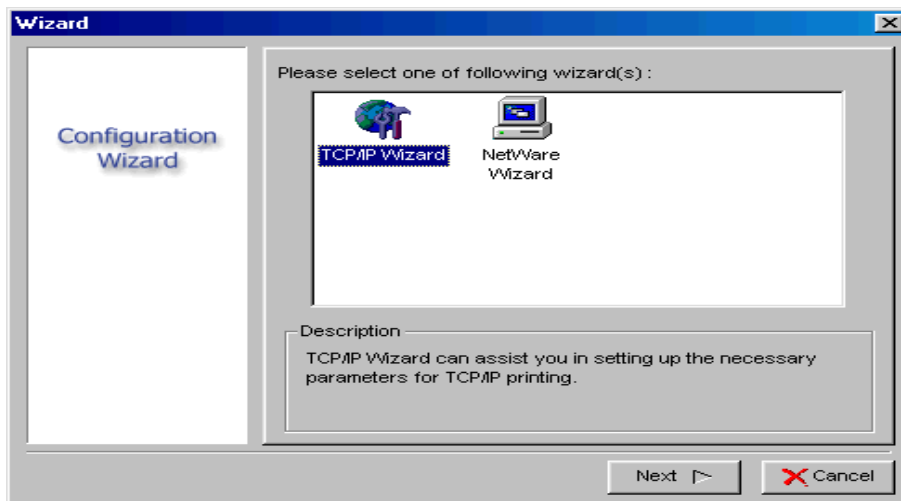 Wizard
Configuration
Wizard
Please select one of following wizard(s) :
TCP/IP Wizard
NetWare
Wizard
Description
TCP/IP Wizard can assist you in setting up the necessary
parameters for TCP/IP printing.
Next
Cancel